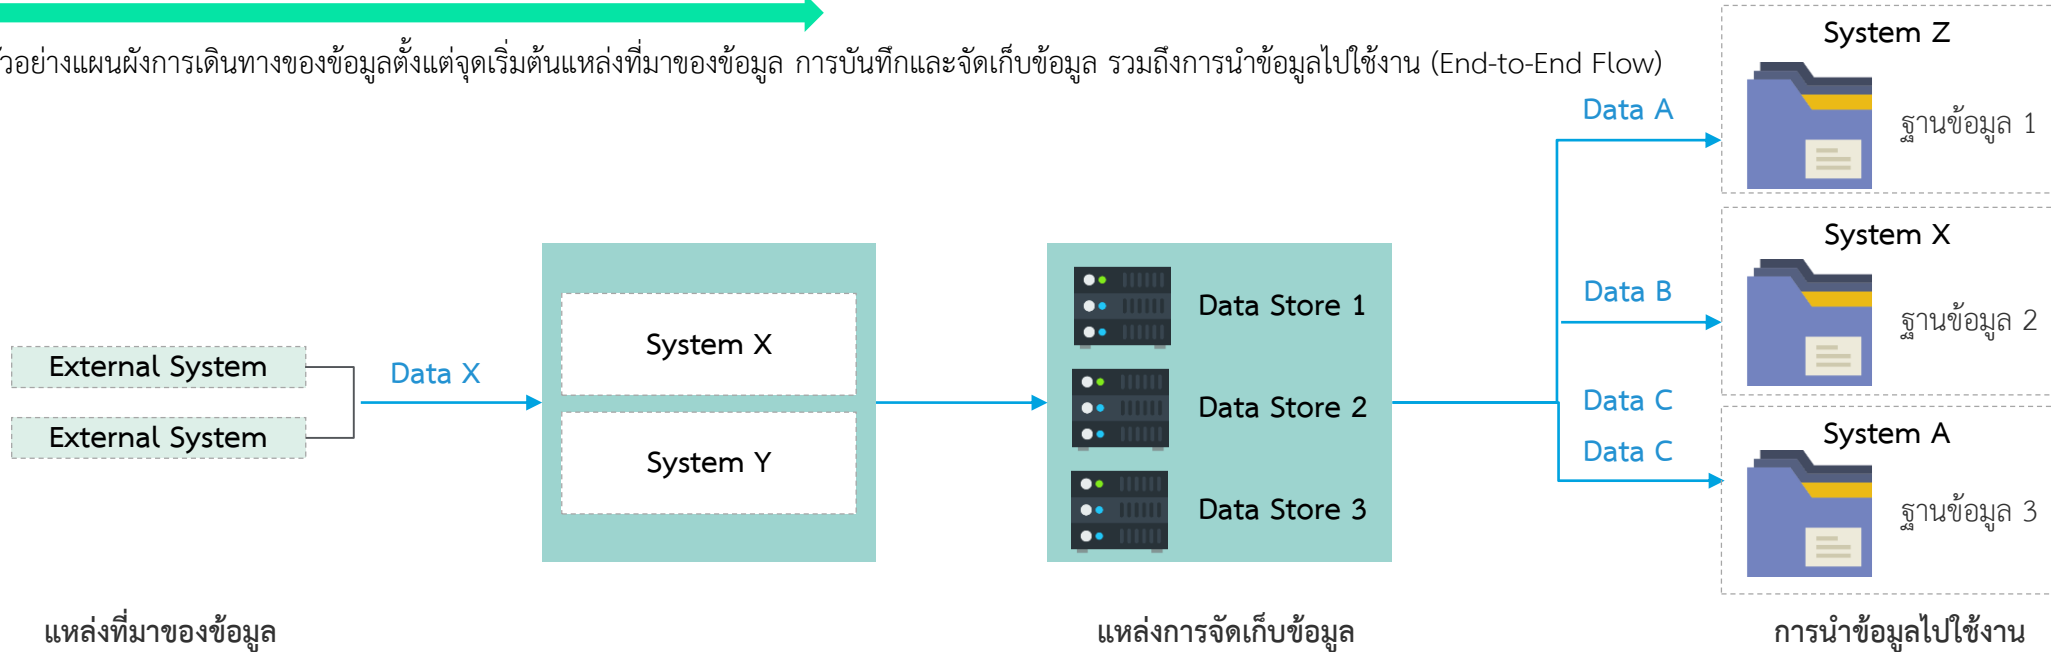 วอย่างแผนผังการเดินทางของข้อมูลตั้งแต่จุดเริ่มต้นแหล่งที่มาของข้อมูล การบันทึกและจัดเก็บข้อมูล รวมถึงการนำข้อมูลไปใช้งาน (End-to-End Flow)
External System
External System
Data X
System X
System Y
Data Store 1
Data Store 2
Data Store 3
Data A
Data B
Data C
Data C
System Z
ฐานข้อมูล 1
System X
ฐานข้อมูล 2
System A
ฐานข้อมูล 3
แหล่งที่มาของข้อมูล
แหล่งการจัดเก็บข้อมูล
การนำข้อมูลไปใช้งาน